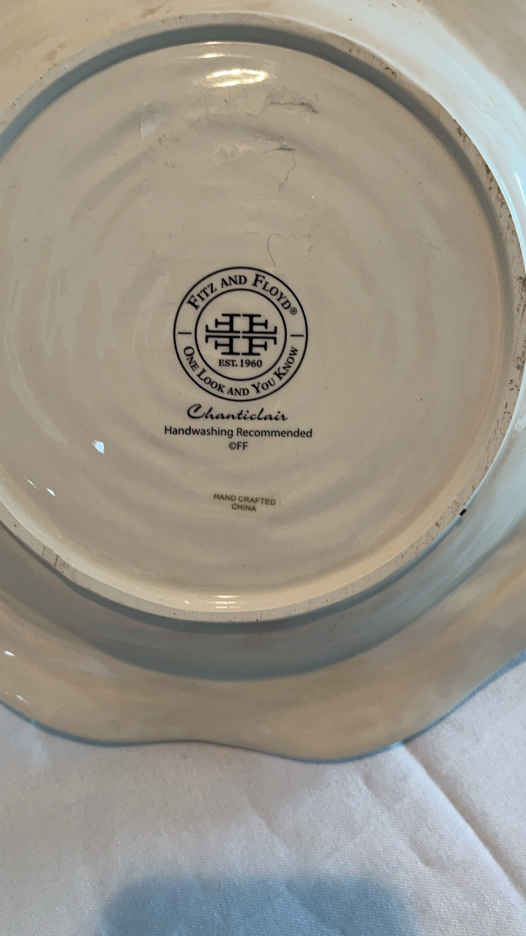 FITZ AND FLOYD®
EST. 1960
ONE LOOK AND YOU KNOW
Chanticlair
Handwashing Recommended
©FF
HAND CRAFTED
CHINA